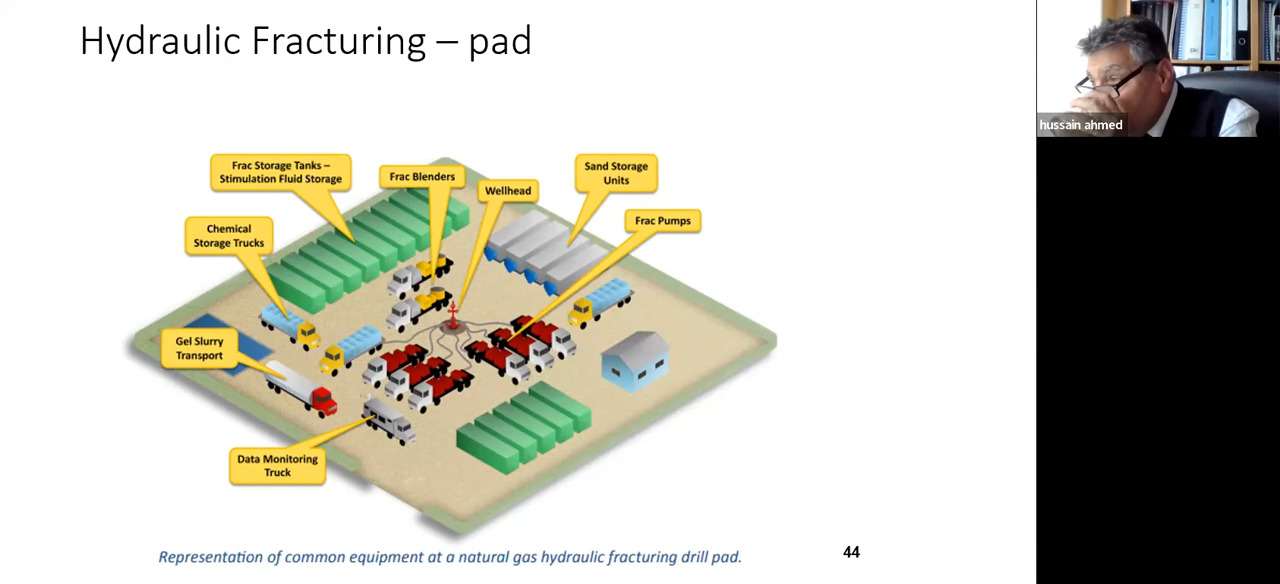 Hydraulic Fracturing – pad
hussain ahmed
Frac Storage Tanks –
Stimulation Fluid Storage
Frac Blenders
Wellhead
Sand Storage
Units
Frac Pumps
Chemical
Storage Trucks
Gel Slurry
Transport
Data Monitoring
Truck
Representation of common equipment at a natural gas hydraulic fracturing drill pad.
44